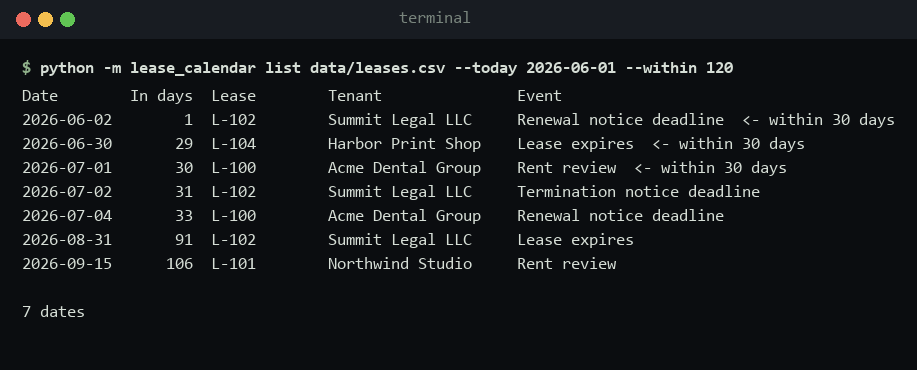 terminal
$ python -m lease_calendar list data/leases.csv --today 2026-06-01 --within 120
Date        In days  Lease        Tenant               Event
2026-06-02        1  L-102        Summit Legal LLC     Renewal notice deadline  <- within 30 days
2026-06-30       29  L-104        Harbor Print Shop    Lease expires  <- within 30 days
2026-07-01       30  L-100        Acme Dental Group    Rent review  <- within 30 days
2026-07-02       31  L-102        Summit Legal LLC     Termination notice deadline
2026-07-04       33  L-100        Acme Dental Group    Renewal notice deadline
2026-08-31       91  L-102        Summit Legal LLC     Lease expires
2026-09-15      106  L-101        Northwind Studio     Rent review
7 dates